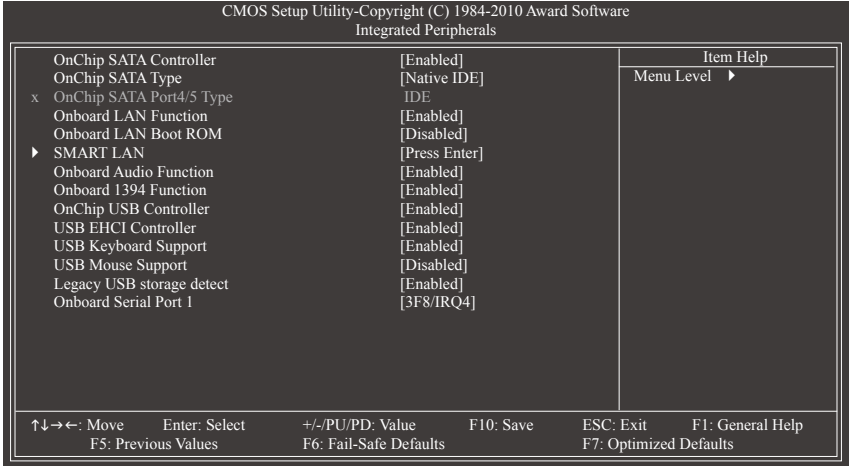 CMOS Setup Utility-Copyright (C) 1984-2010 Award Software
Integrated Peripherals
OnChip SATA Controller [Enabled]
OnChip SATA Type [Native IDE]
x OnChip SATA Port4/5 Type IDE
Onboard LAN Function [Enabled]
Onboard LAN Boot ROM [Disabled]
SMART LAN [Press Enter]
Onboard Audio Function [Enabled]
Onboard 1394 Function [Enabled]
OnChip USB Controller [Enabled]
USB EHCI Controller [Enabled]
USB Keyboard Support [Enabled]
USB Mouse Support [Disabled]
Legacy USB storage detect [Enabled]
Onboard Serial Port 1 [3F8/IRQ4]
Item Help
Menu Level
↑↓→←: Move Enter: Select +/-/PU/PD: Value F10: Save ESC: Exit F1: General Help
F5: Previous Values F6: Fail-Safe Defaults F7: Optimized Defaults